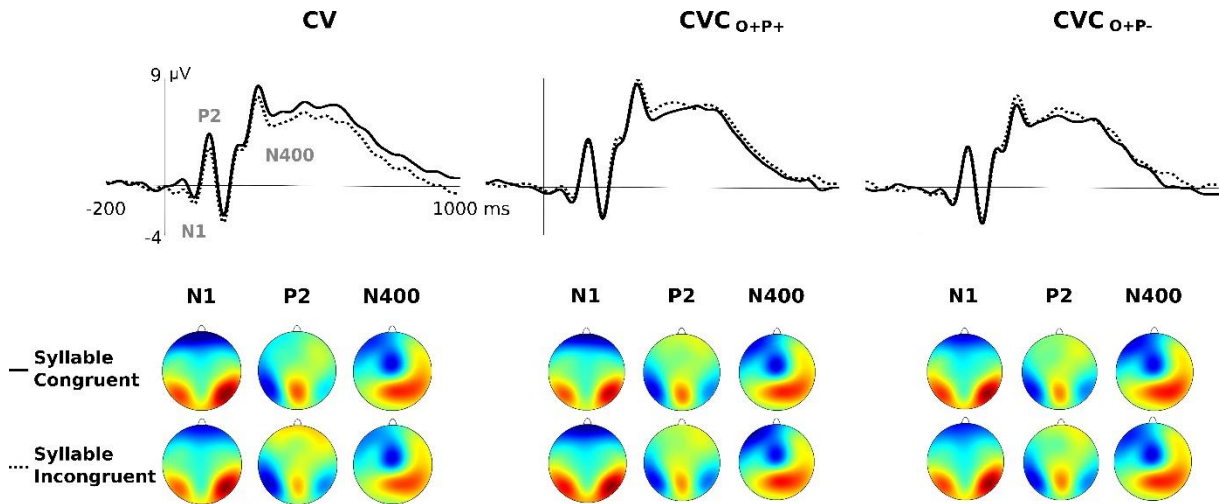 CV CVC O+P+ CVC O+P-
9 µV
P2
N400
-200 1000 ms
N1
-4
N1 P2 N400 N1 P2 N400 N1 P2 N400
Syllable
Congruent
Syllable
Incongruent